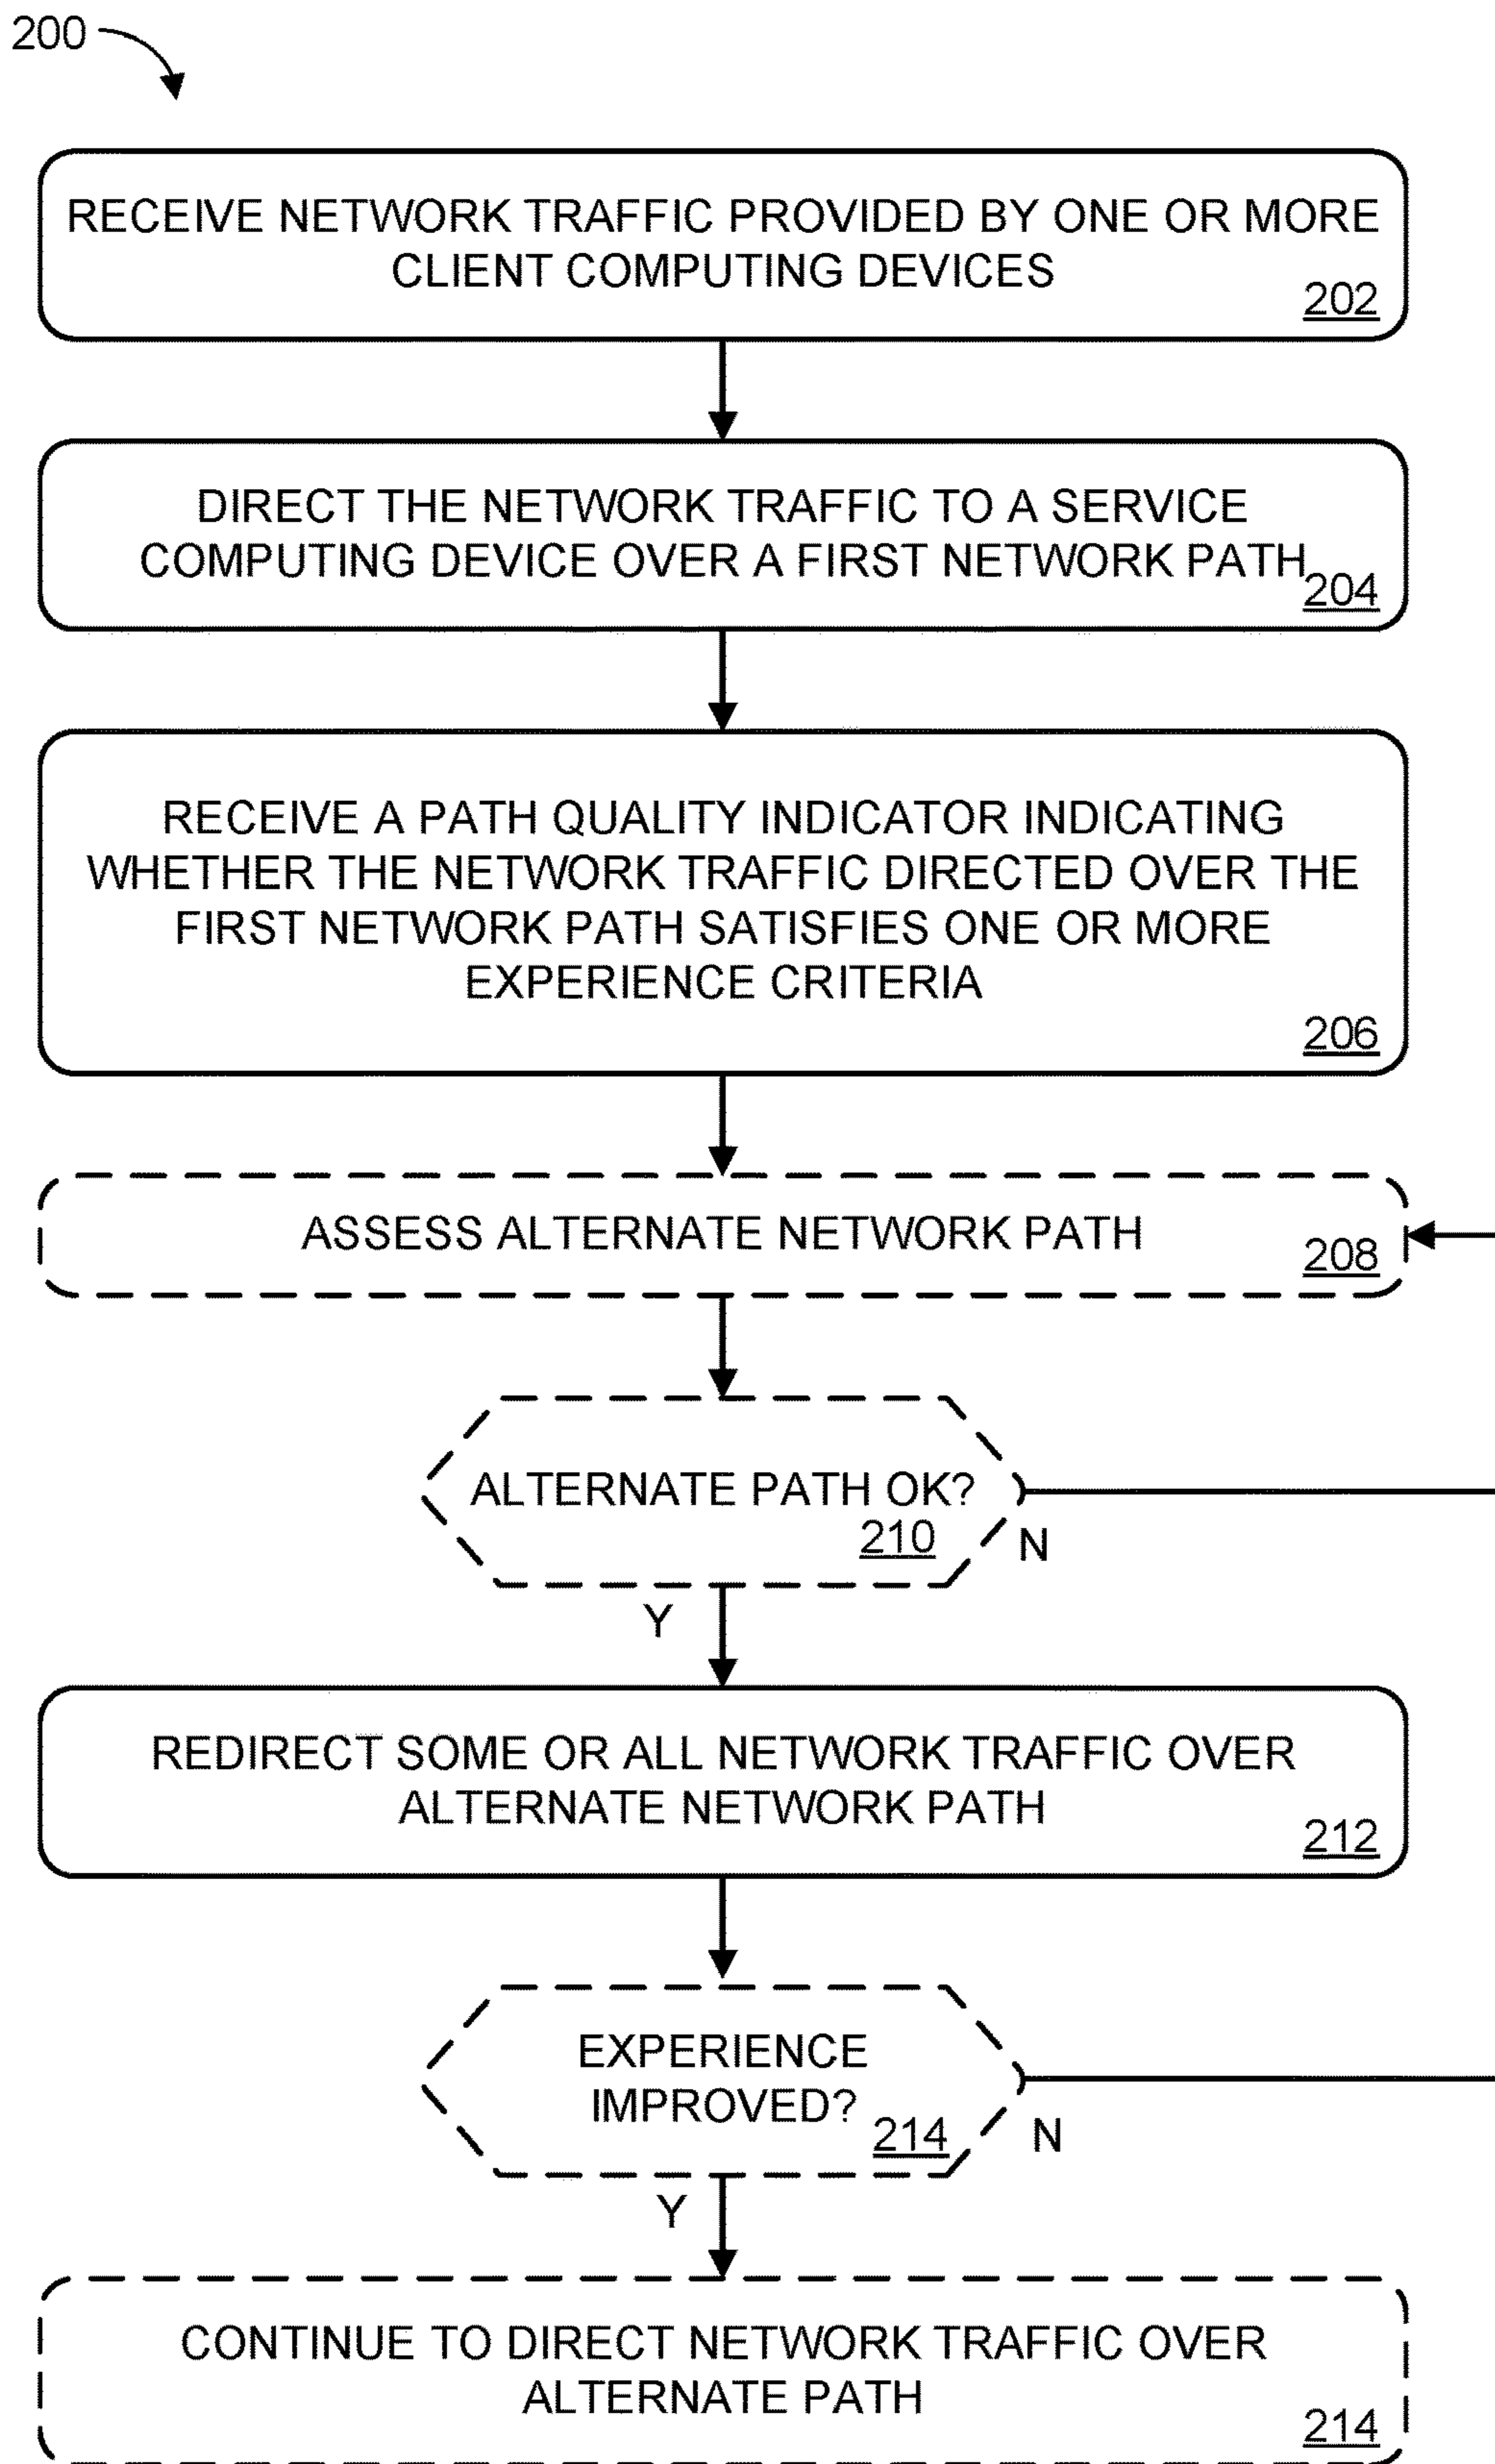 200
RECEIVE NETWORK TRAFFIC PROVIDED BY ONE OR MORE
CLIENT COMPUTING DEVICES
202
DIRECT THE NETWORK TRAFFIC TO A SERVICE
COMPUTING DEVICE OVER A FIRST NETWORK PATH
204
RECEIVE A PATH QUALITY INDICATOR INDICATING
WHETHER THE NETWORK TRAFFIC DIRECTED OVER THE
FIRST NETWORK PATH SATISFIES ONE OR MORE
EXPERIENCE CRITERIA
206
ASSESS ALTERNATE NETWORK PATH
208
ALTERNATE PATH OK?
210
N
Y
REDIRECT SOME OR ALL NETWORK TRAFFIC OVER
ALTERNATE NETWORK PATH
212
EXPERIENCE
IMPROVED?
214
N
Y
CONTINUE TO DIRECT NETWORK TRAFFIC OVER
ALTERNATE PATH
214